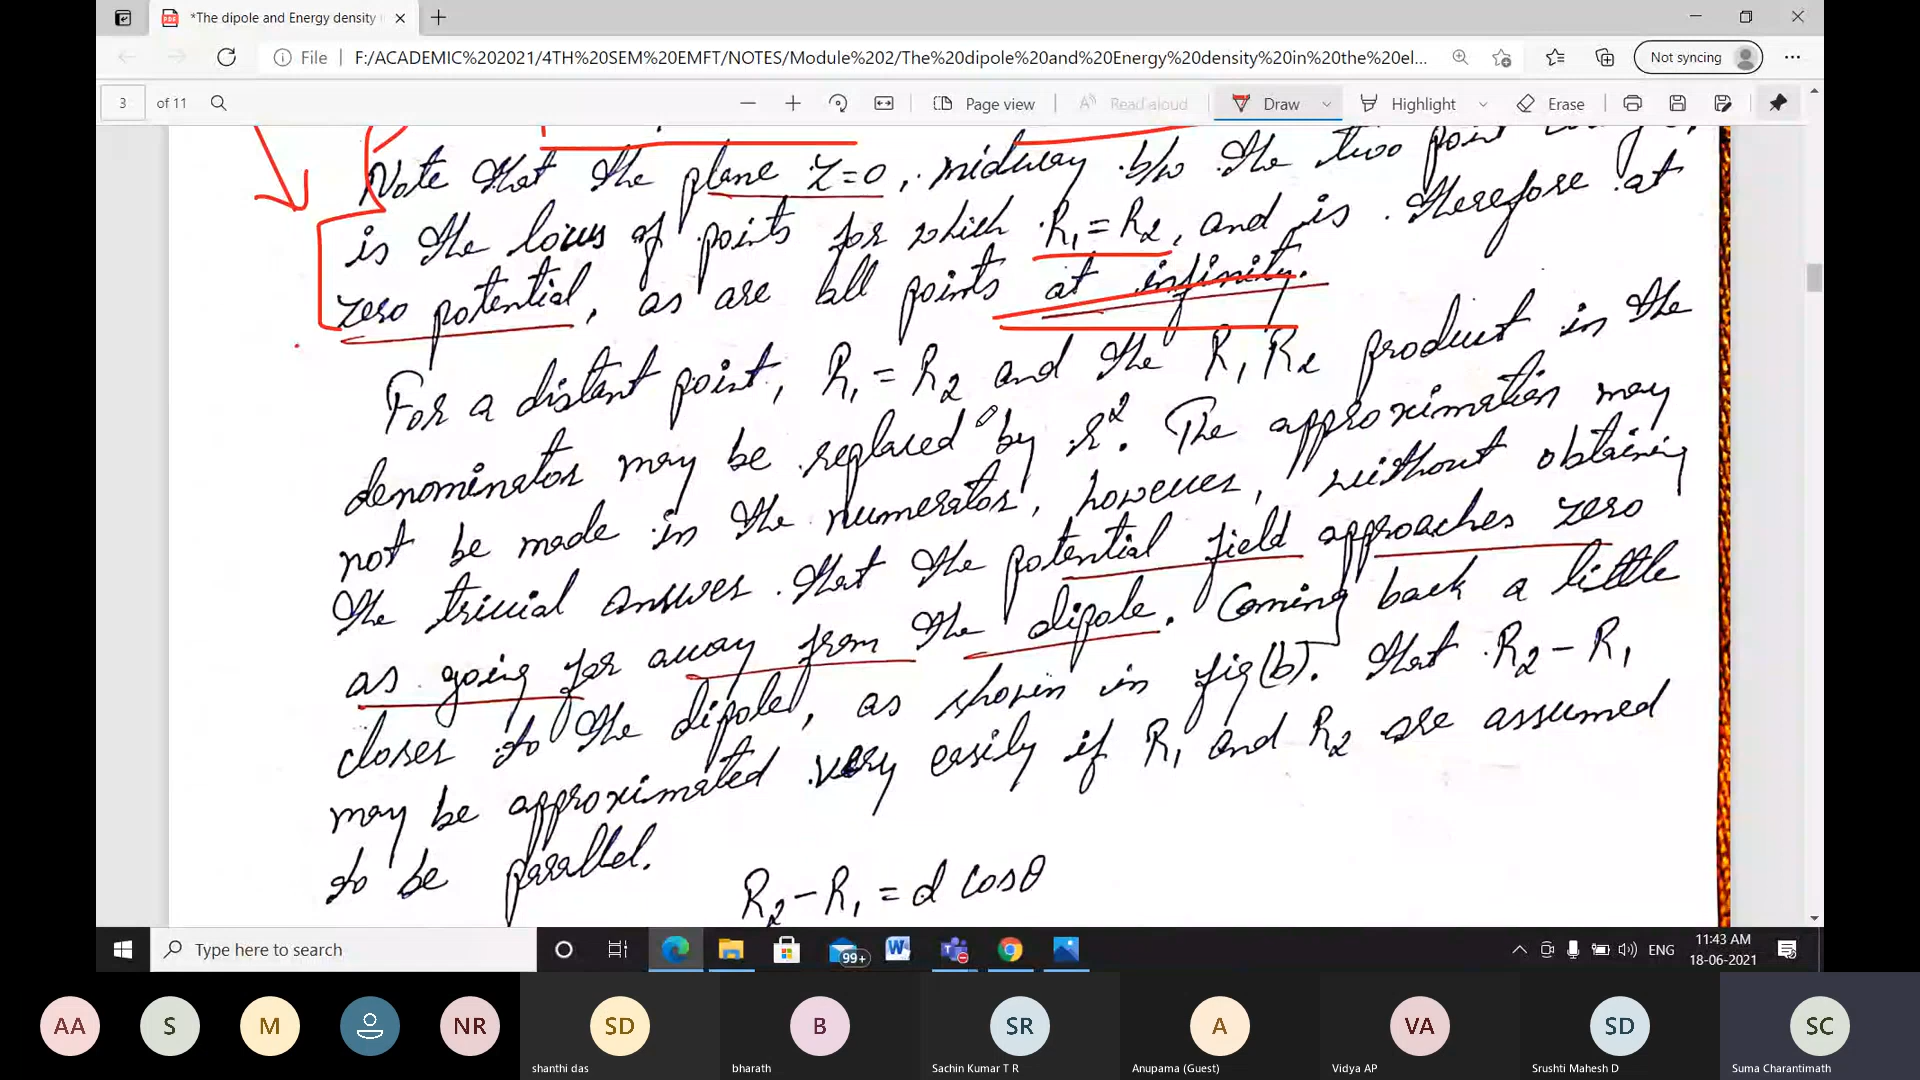 *The dipole and Energy density i
File
F:/ACADEMIC%202021/4TH%20SEM%20EMFT/NOTES/Module%202/The%20dipole%20and%20Energy%20density%20in%20the%20el...
Not syncing
3 of 11
Page view
Read aloud
Draw
Highlight
Erase
Note that the plane Z=0, midway b/w the two point
is the locus of points for which R₁=R₂, and is therefore at
zero potential, as are all points at infinity.
For a distant point, R₁=R₂ and the R₁R₂ product in the
denominator may be replaced by r². The approximation may
not be made in the numerator, however, without obtaining
the trivial answer that the potential field approaches zero
as going far away from the dipole. Coming back a little
closer to the dipole, as shown in fig(b). that R₂-R₁
may be approximated very easily if R₁ and R₂ are assumed
to be parallel.
R₂-R₁=d cosθ
Type here to search
99+
ENG
11:43 AM
18-06-2021
AA
S
M
NR
SD
B
SR
A
VA
SD
SC
shanthi das
bharath
Sachin Kumar T R
Anupama (Guest)
Vidya AP
Srushti Mahesh D
Suma Charantimath